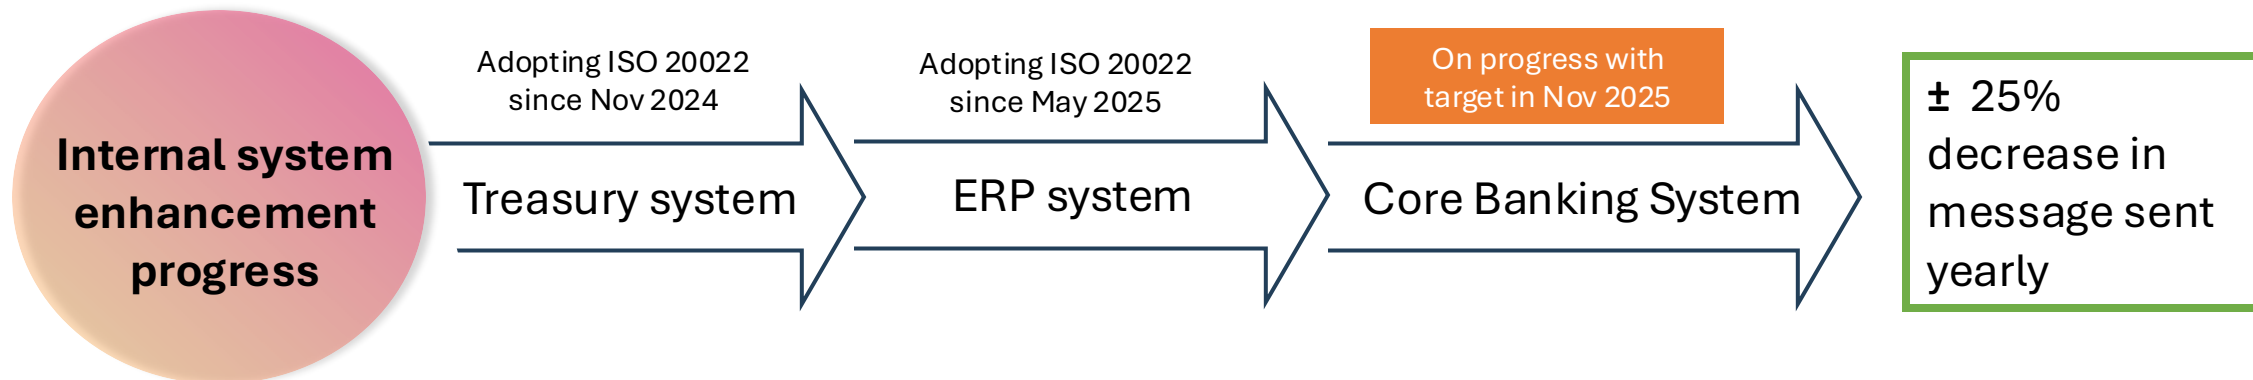 Internal system
enhancement
progress
Adopting ISO 20022
since Nov 2024
Treasury system
Adopting ISO 20022
since May 2025
ERP system
On progress with
target in Nov 2025
Core Banking System
± 25%
decrease in
message sent
yearly